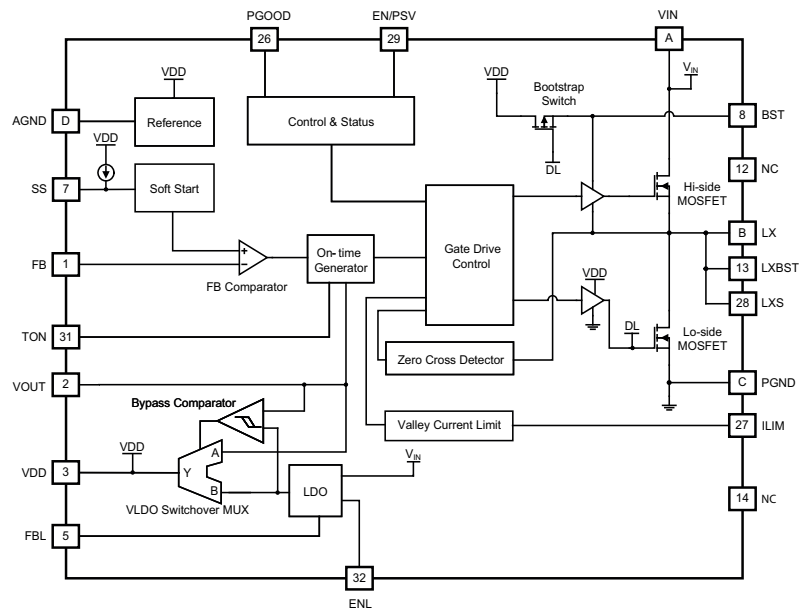 PGOOD
EN/PSV
VIN
26
29
A
VDD
VDD
Bootstrap
Switch
VIN
AGND
D
Reference
Control & Status
8
BST
VDD
DL
12
NC
SS
7
Soft Start
Hi-side
MOSFET
Gate Drive
Control
B
LX
FB
1
+
–
FB Comparator
On-time
Generator
13
LXBST
VDD
28
LXS
TON
31
DL
Lo-side
MOSFET
Zero Cross Detector
VOUT
2
C
PGND
Bypass Comparator
Valley Current Limit
27
ILIM
VDD
A
VIN
VDD
3
Y
B
LDO
14
NC
VLDO Switchover MUX
FBL
5
32
ENL